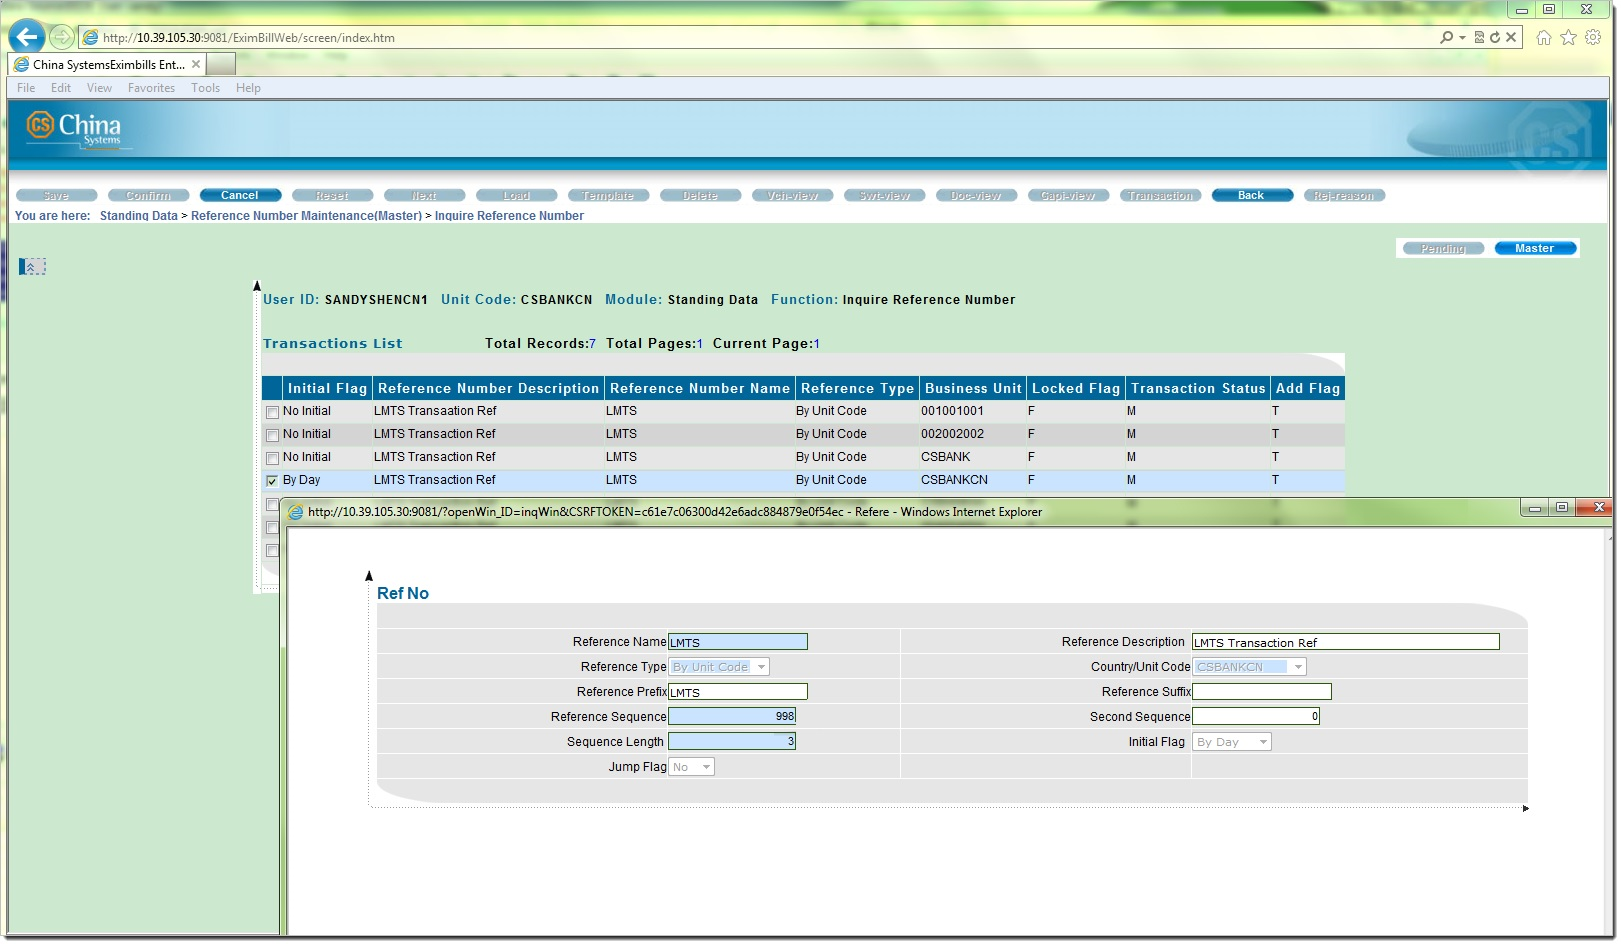 http://10.39.105.30:9081/EximBillWeb/screen/index.htm
China SystemsEximbills Ent...
File Edit View Favorites Tools Help
CS China Systems
CS
Save Confirm Cancel Reset Next Load Template Delete Vch-view Swt-view Doc-view Gapi-view Transaction Back Rej-reason
You are here: Standing Data > Reference Number Maintenance(Master) > Inquire Reference Number
Pending Master
User ID: SANDYSHENCN1 Unit Code: CSBANKCN Module: Standing Data Function: Inquire Reference Number
Transactions List Total Records:7 Total Pages:1 Current Page:1
Initial Flag Reference Number Description Reference Number Name Reference Type Business Unit Locked Flag Transaction Status Add Flag
No Initial LMTS Transaation Ref LMTS By Unit Code 001001001 F M T
No Initial LMTS Transaction Ref LMTS By Unit Code 002002002 F M T
No Initial LMTS Transaction Ref LMTS By Unit Code CSBANK F M T
By Day LMTS Transaction Ref LMTS By Unit Code CSBANKCN F M T
http://10.39.105.30:9081/?openWin_ID=inqWin&CSRFTOKEN=c61e7c06300d42e6adc884879e0f54ec - Refere - Windows Internet Explorer
Ref No
Reference Name LMTS Reference Description LMTS Transaction Ref
Reference Type By Unit Code Country/Unit Code CSBANKCN
Reference Prefix LMTS Reference Suffix
Reference Sequence 998 Second Sequence 0
Sequence Length 3 Initial Flag By Day
Jump Flag No